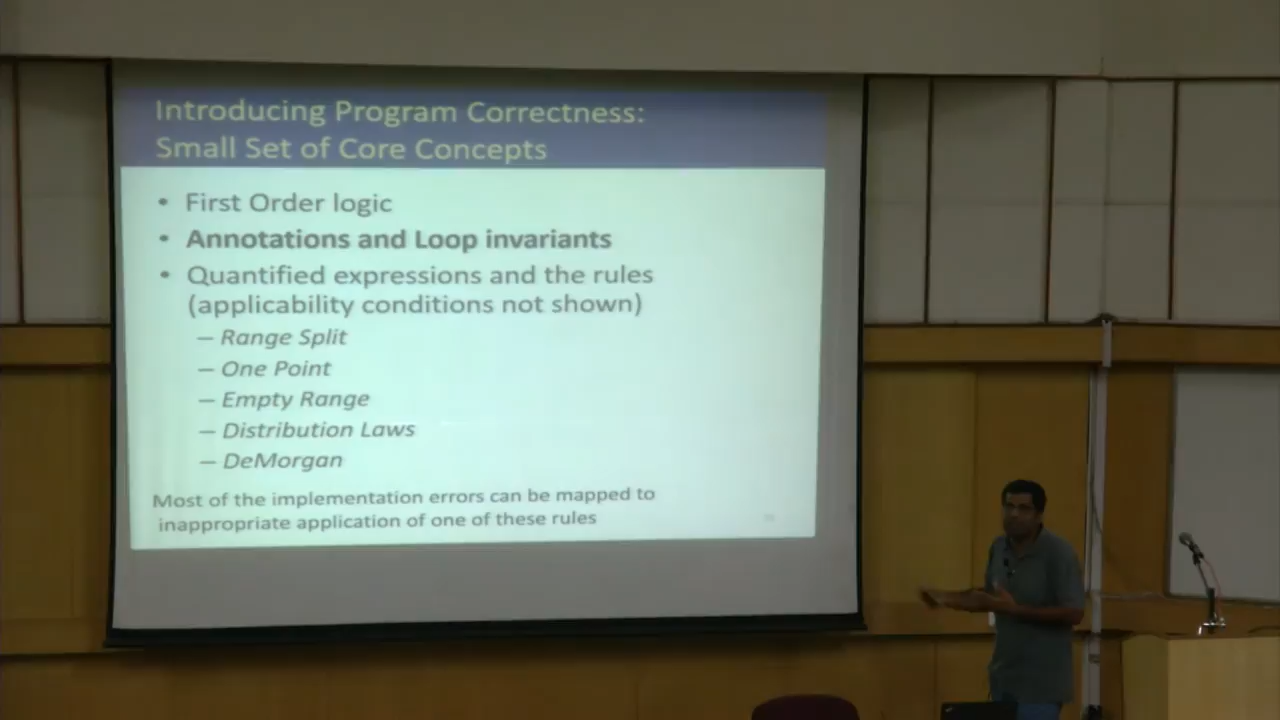 Introducing Program Correctness:
Small Set of Core Concepts
• First Order logic
• Annotations and Loop invariants
• Quantified expressions and the rules
(applicability conditions not shown)
– Range Split
– One Point
– Empty Range
– Distribution Laws
– DeMorgan
Most of the implementation errors can be mapped to
inappropriate application of one of these rules